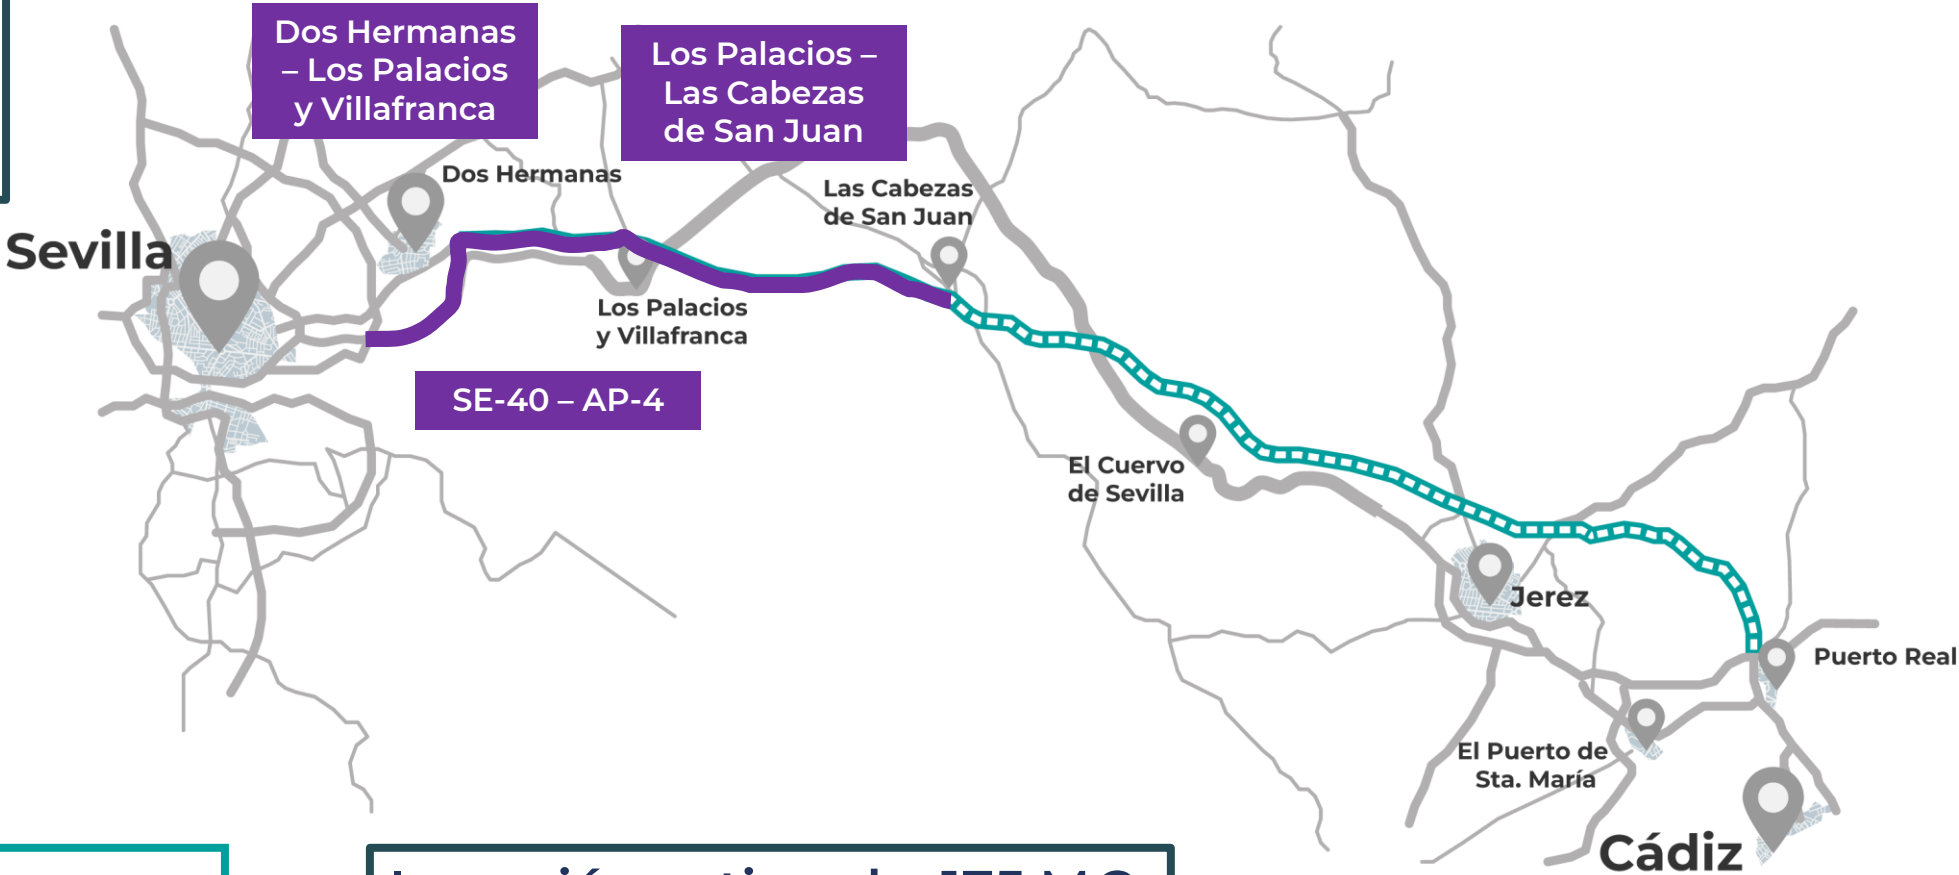 Dos Hermanas
– Los Palacios
y Villafranca
Los Palacios –
Las Cabezas
de San Juan
Dos Hermanas
Las Cabezas
de San Juan
Sevilla
Los Palacios
y Villafranca
SE-40 – AP-4
El Cuervo
de Sevilla
Jerez
Puerto Real
El Puerto de
Sta. María
Cádiz